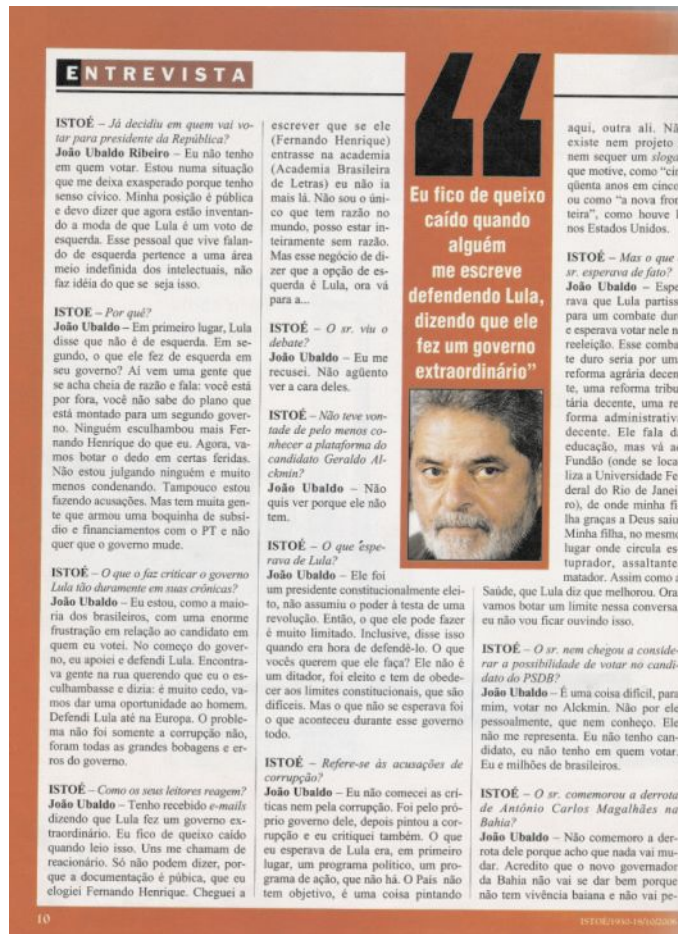 ENTREVISTA
ISTOÉ – Já decidiu em quem vai vo-
tar para presidente da República?
João Ubaldo Ribeiro – Eu não tenho
em quem votar. Estou numa situação
que me deixa exasperado porque tenho
senso cívico. Minha posição é pública
e devo dizer que agora estão inventan-
do a moda de que Lula é um voto de
esquerda. Esse pessoal que vive falan-
do de esquerda pertence a uma área
meio indefinida dos intelectuais, não
faz idéia do que se seja isso.
ISTOE – Por quê?
João Ubaldo – Em primeiro lugar, Lula
disse que não é de esquerda. Em se-
gundo, o que ele fez de esquerda em
seu governo? Aí vem uma gente que
se acha cheia de razão e fala: você está
por fora, você não sabe do plano que
está montado para um segundo gover-
no. Ninguém esculhambou mais Fer-
nando Henrique do que eu. Agora, va-
mos botar o dedo em certas feridas.
Não estou julgando ninguém e muito
menos condenando. Tampouco estou
fazendo acusações. Mas tem muita gen-
te que armou uma boquinha de subsí-
dio e financiamentos com o PT e não
quer que o governo mude.
ISTOÉ – O que o faz criticar o governo
Lula tão duramente em suas crônicas?
João Ubaldo – Eu estou, como a maio-
ria dos brasileiros, com uma enorme
frustração em relação ao candidato em
quem eu votei. No começo do gover-
no, eu apoiei e defendi Lula. Encontra-
va gente na rua querendo que eu o es-
culhambasse e dizia: é muito cedo, va-
mos dar uma oportunidade ao homem.
Defendi Lula até na Europa. O proble-
ma não foi somente a corrupção não,
foram todas as grandes bobagens e er-
ros do governo.
ISTOÉ – Como os seus leitores reagem?
João Ubaldo – Tenho recebido e-mails
dizendo que Lula fez um governo ex-
traordinário. Eu fico de queixo caído
quando leio isso. Uns me chamam de
reacionário. Só não podem dizer, por-
que a documentação é púbica, que eu
elogiei Fernando Henrique. Cheguei a
escrever que se ele
(Fernando Henrique)
entrasse na academia
(Academia Brasileira
de Letras) eu não ia
mais lá. Não sou o úni-
co que tem razão no
mundo, posso estar in-
teiramente sem razão.
Mas esse negócio de di-
zer que a opção de es-
querda é Lula, ora vá
para a...
ISTOÉ – O sr. viu o
debate?
João Ubaldo – Eu me
recusei. Não agüento
ver a cara deles.
ISTOÉ – Não teve von-
tade de pelo menos co-
nhecer a plataforma do
candidato Geraldo Al-
ckmin?
João Ubaldo – Não
quis ver porque ele não
tem.
ISTOÉ – O que espe-
rava de Lula?
João Ubaldo – Ele foi
um presidente constitucionalmente elei-
to, não assumiu o poder à testa de uma
revolução. Então, o que ele pode fazer
é muito limitado. Inclusive, disse isso
quando era hora de defendê-lo. O que
vocês querem que ele faça? Ele não é
um ditador, foi eleito e tem de obede-
cer aos limites constitucionais, que são
difíceis. Mas o que não se esperava foi
o que aconteceu durante esse governo
todo.
ISTOÉ – Refere-se às acusações de
corrupção?
João Ubaldo – Eu não comecei as crí-
ticas nem pela corrupção. Foi pelo pró-
prio governo dele, depois pintou a cor-
rupção e eu critiquei também. O que
eu esperava de Lula era, em primeiro
lugar, um programa político, um pro-
grama de ação, que não há. O País não
tem objetivo, é uma coisa pintando
“
Eu fico de queixo
caído quando
alguém
me escreve
defendendo Lula,
dizendo que ele
fez um governo
extraordinário”
aqui, outra ali. Nã
existe nem projeto
nem sequer um sloga
que motive, como “cin
qüenta anos em cinco
ou como “a nova fron
teira”, como houve l
nos Estados Unidos.
ISTOÉ – Mas o que
sr. esperava de fato?
João Ubaldo – Espe
rava que Lula partiss
para um combate duro
e esperava votar nele n
reeleição. Esse comba
te duro seria por um
reforma agrária decen
te, uma reforma tribu
tária decente, uma re
forma administrativa
decente. Ele fala d
educação, mas vá ao
Fundão (onde se loca
liza a Universidade Fe
deral do Rio de Janei
ro), de onde minha fi
lha graças a Deus saiu
Minha filha, no mesmo
lugar onde circula es
tuprador, assaltante
matador. Assim como a
Saúde, que Lula diz que melhorou. Ora
vamos botar um limite nessa conversa
eu não vou ficar ouvindo isso.
ISTOÉ – O sr. nem chegou a conside-
rar a possibilidade de votar no candi-
dato do PSDB?
João Ubaldo – É uma coisa difícil, para
mim, votar no Alckmin. Não por ele
pessoalmente, que nem conheço. Ele
não me representa. Eu não tenho can-
didato, eu não tenho em quem votar.
Eu e milhões de brasileiros.
ISTOÉ – O sr. comemorou a derrota
de Antônio Carlos Magalhães na
Bahia?
João Ubaldo – Não comemoro a der-
rota dele porque acho que nada vai mu-
dar. Acredito que o novo governador
da Bahia não vai se dar bem porque
não tem vivência baiana e não vai pe-
10
ISTOÉ/1930-18/10/2006